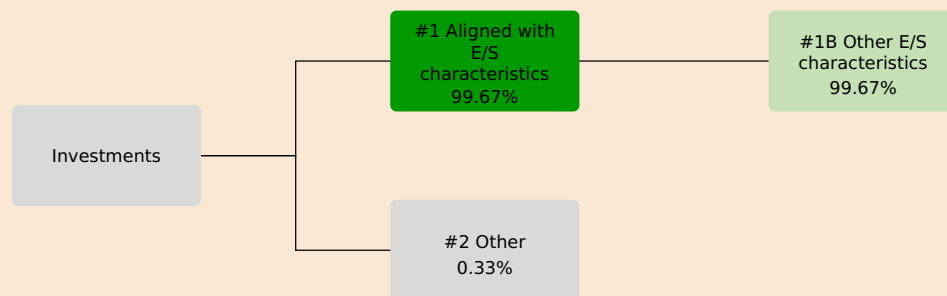 Investments
#1 Aligned with
E/S
characteristics
99.67%
#1B Other E/S
characteristics
99.67%
#2 Other
0.33%